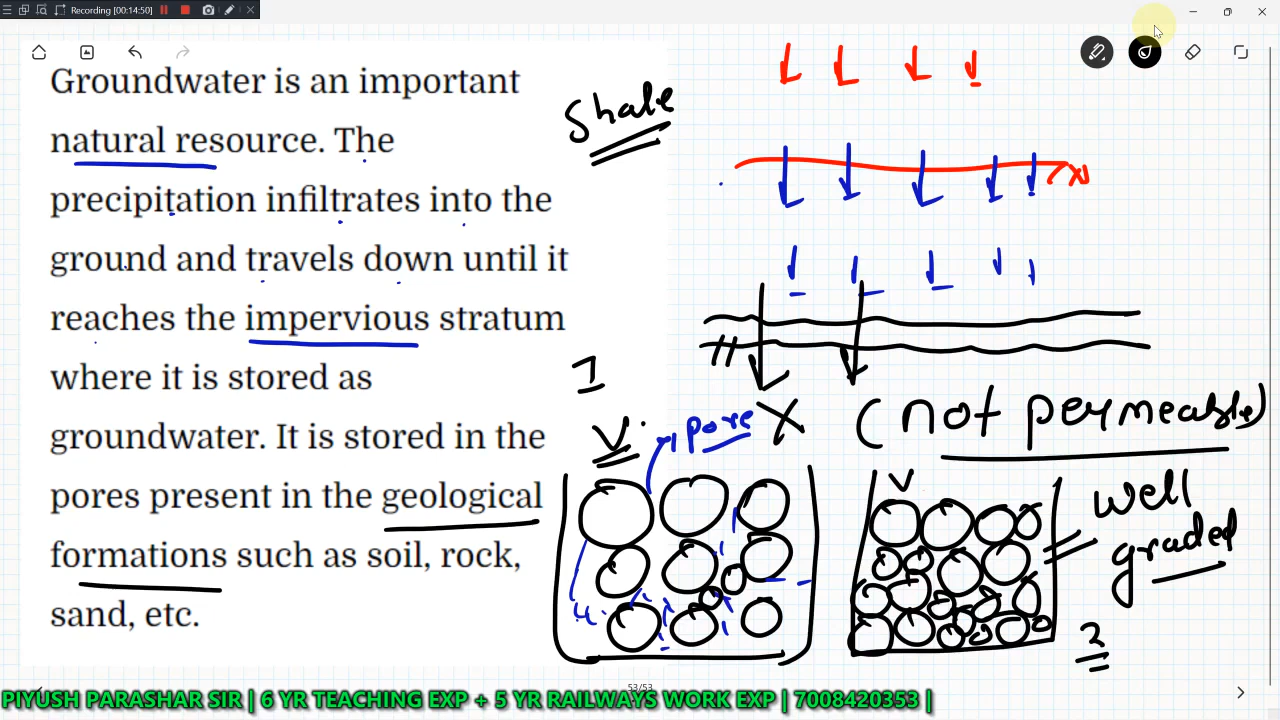 Recording [00:14:50]
Groundwater is an important
natural resource. The
precipitation infiltrates into the
ground and travels down until it
reaches the impervious stratum
where it is stored as
groundwater. It is stored in the
pores present in the geological
formations such as soil, rock,
sand, etc.
Shale
1
V
pore
X
(not permeable)
V
well
graded
2
53/53
PIYUSH PARASHAR SIR | 6 YR TEACHING EXP + 5 YR RAILWAYS WORK EXP | 7008420353 |